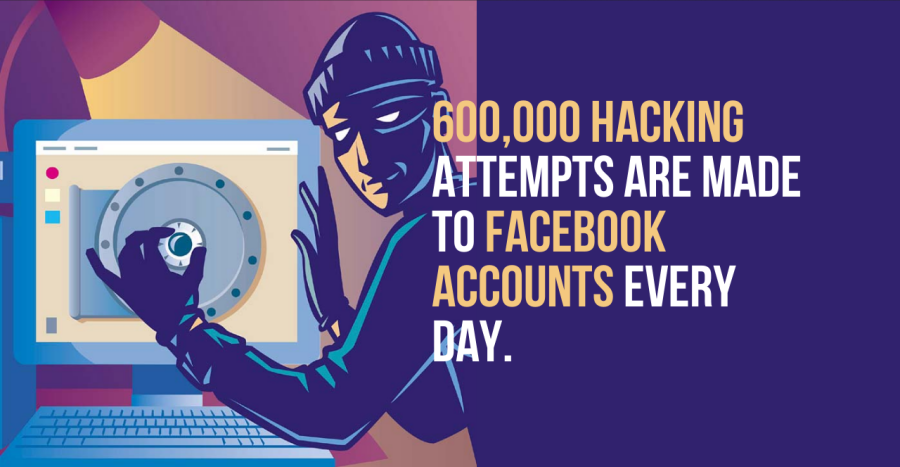 600,000 HACKING
ATTEMPTS ARE MADE
TO FACEBOOK
ACCOUNTS EVERY
DAY.